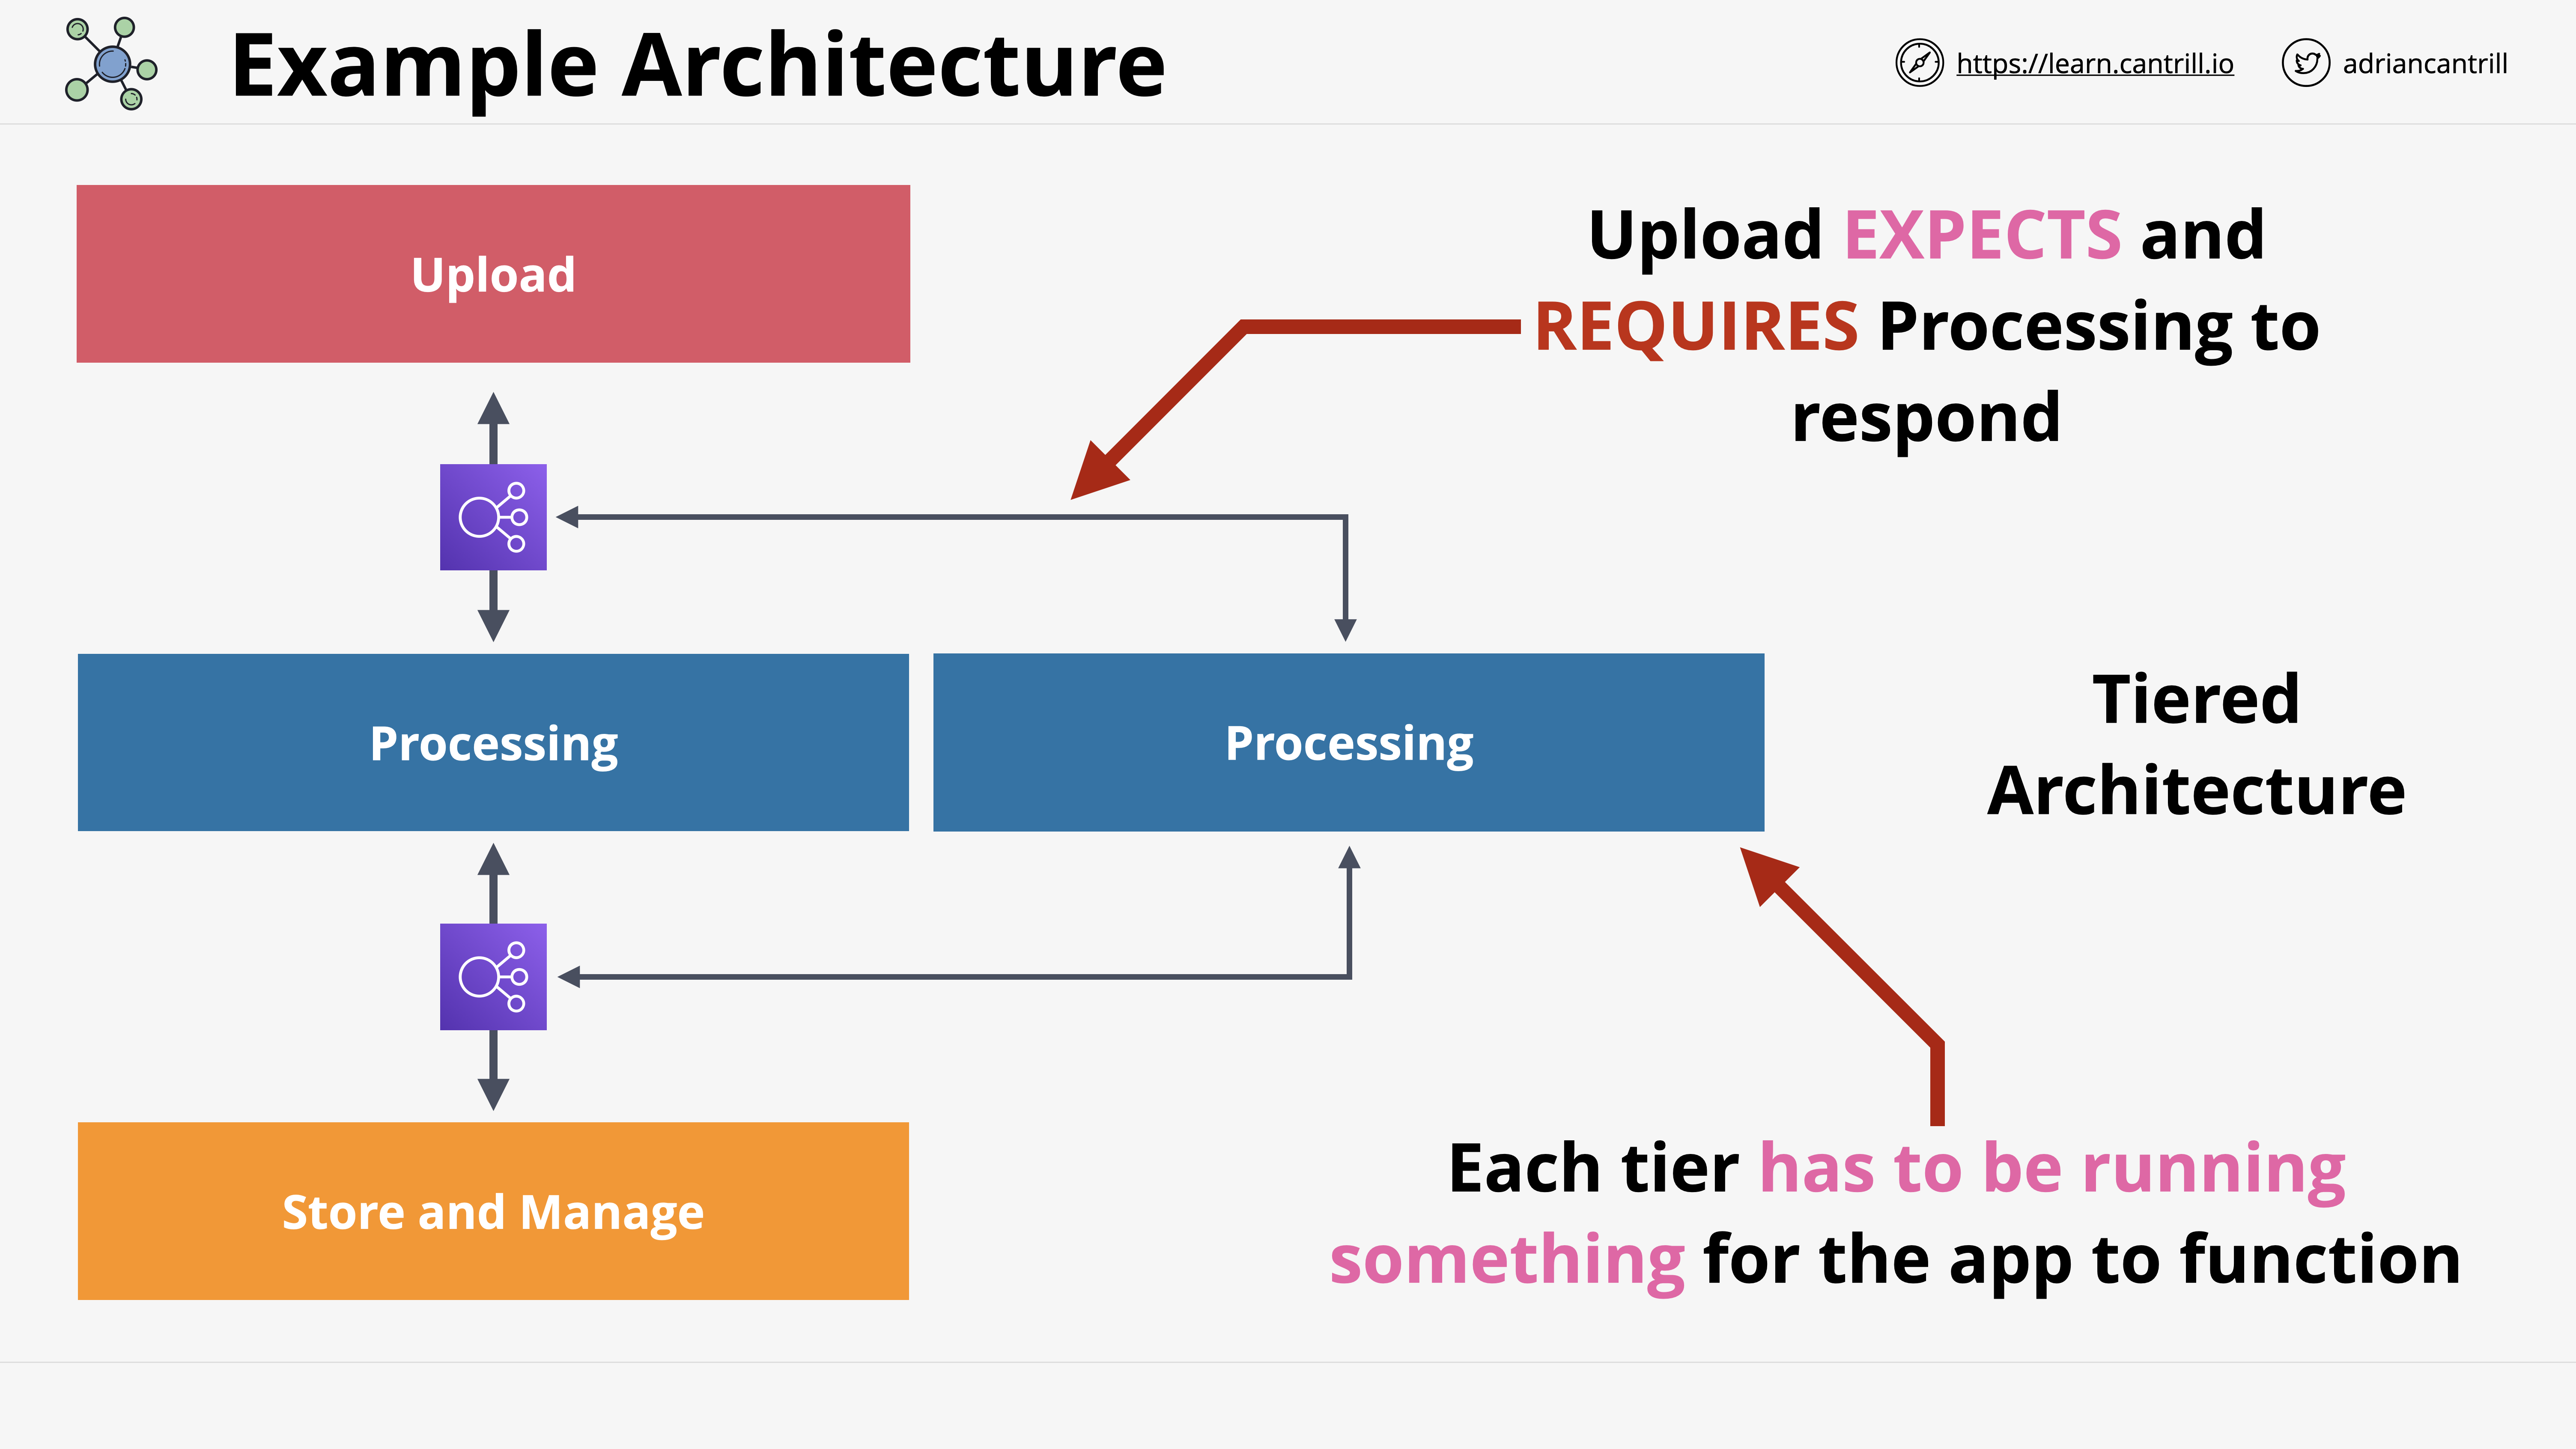 Example Architecture
https://learn.cantrill.io
adriancantrill
Upload
Upload EXPECTS and
REQUIRES Processing to
respond
Processing
Processing
Tiered
Architecture
Store and Manage
Each tier has to be running
something for the app to function